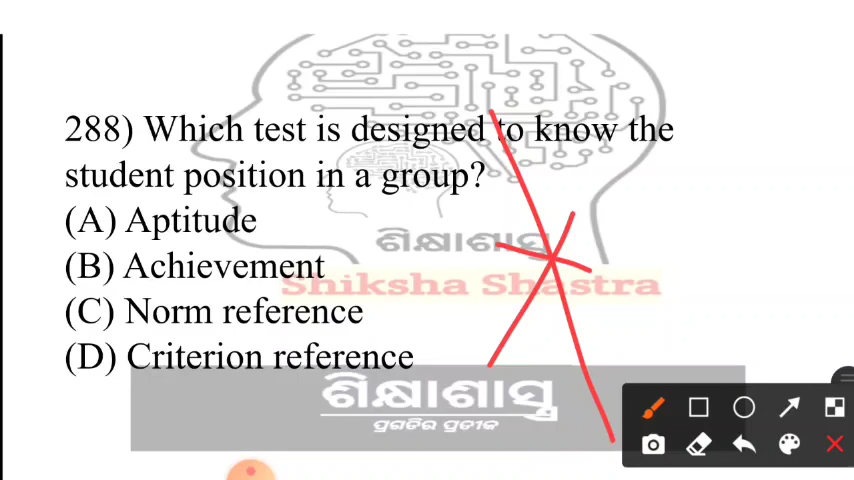 288) Which test is designed to know the
student position in a group?
(A) Aptitude
ଶିକ୍ଷାଶାସ୍ତ୍ର
(B) Achievement
Shiksha Shastra
(C) Norm reference
(D) Criterion reference
ଶିକ୍ଷାଶାସ୍ତ୍ର
ପ୍ରଗତିର ପ୍ରତୀକ